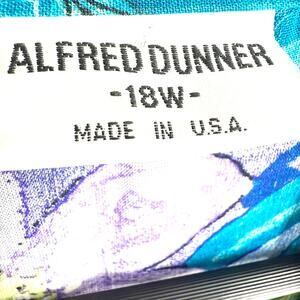 ALFRED DUNNER
-18W-
MADE IN U.S.A.